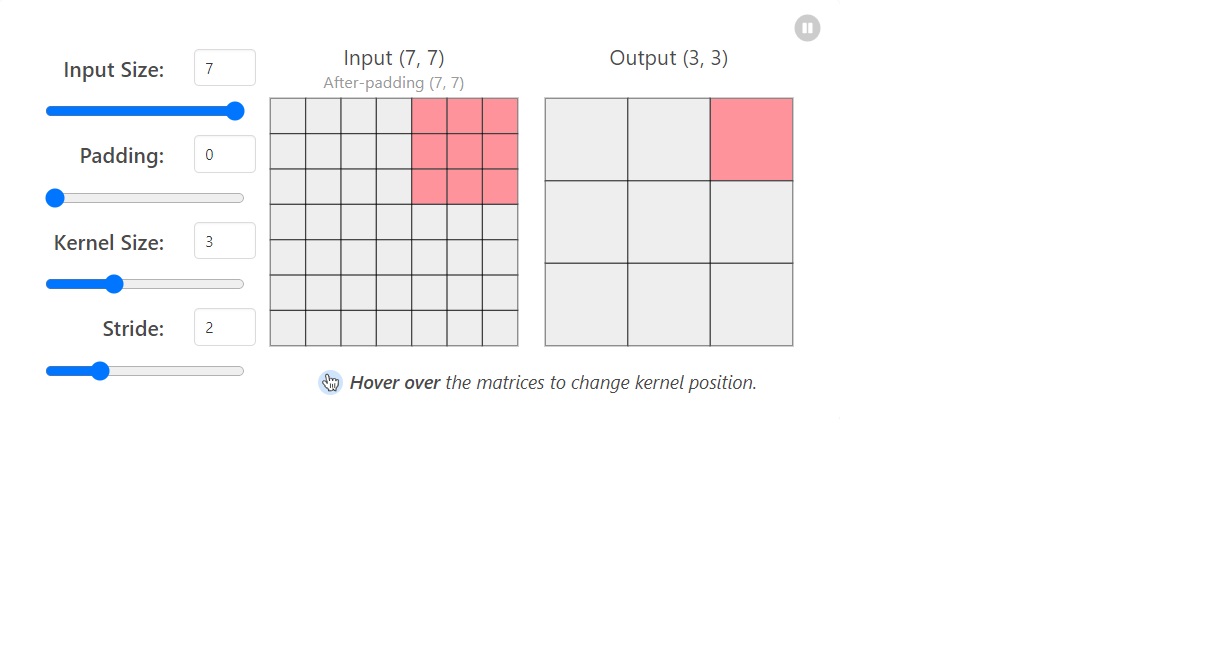 Input Size: 7
Padding: 0
Kernel Size: 3
Stride: 2
Input (7, 7)
After-padding (7, 7)
Output (3, 3)
Hover over the matrices to change kernel position.